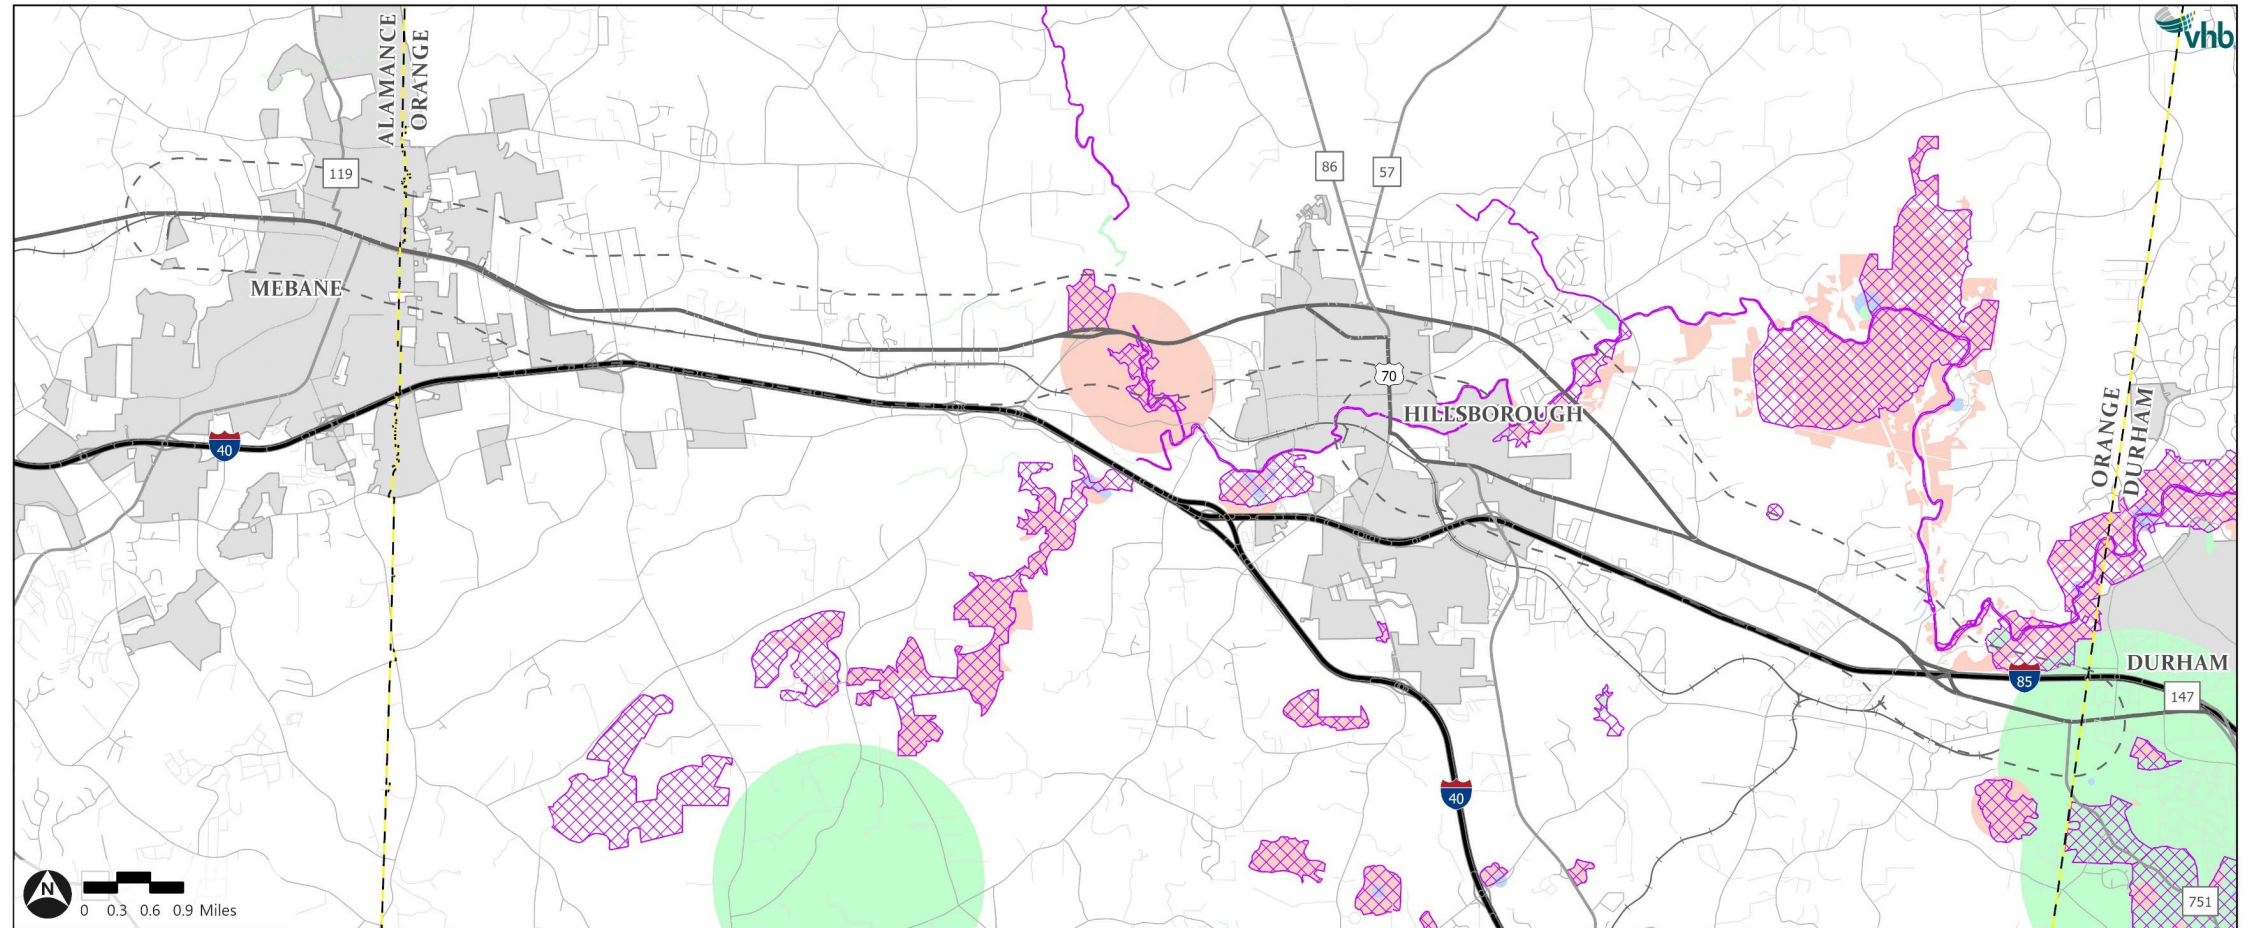 ALAMANCE
ORANGE
vhb
119
86
57
MEBANE
70
HILLSBOROUGH
40
ORANGE
DURHAM
DURHAM
85
147
40
N
0 0.3 0.6 0.9 Miles
751